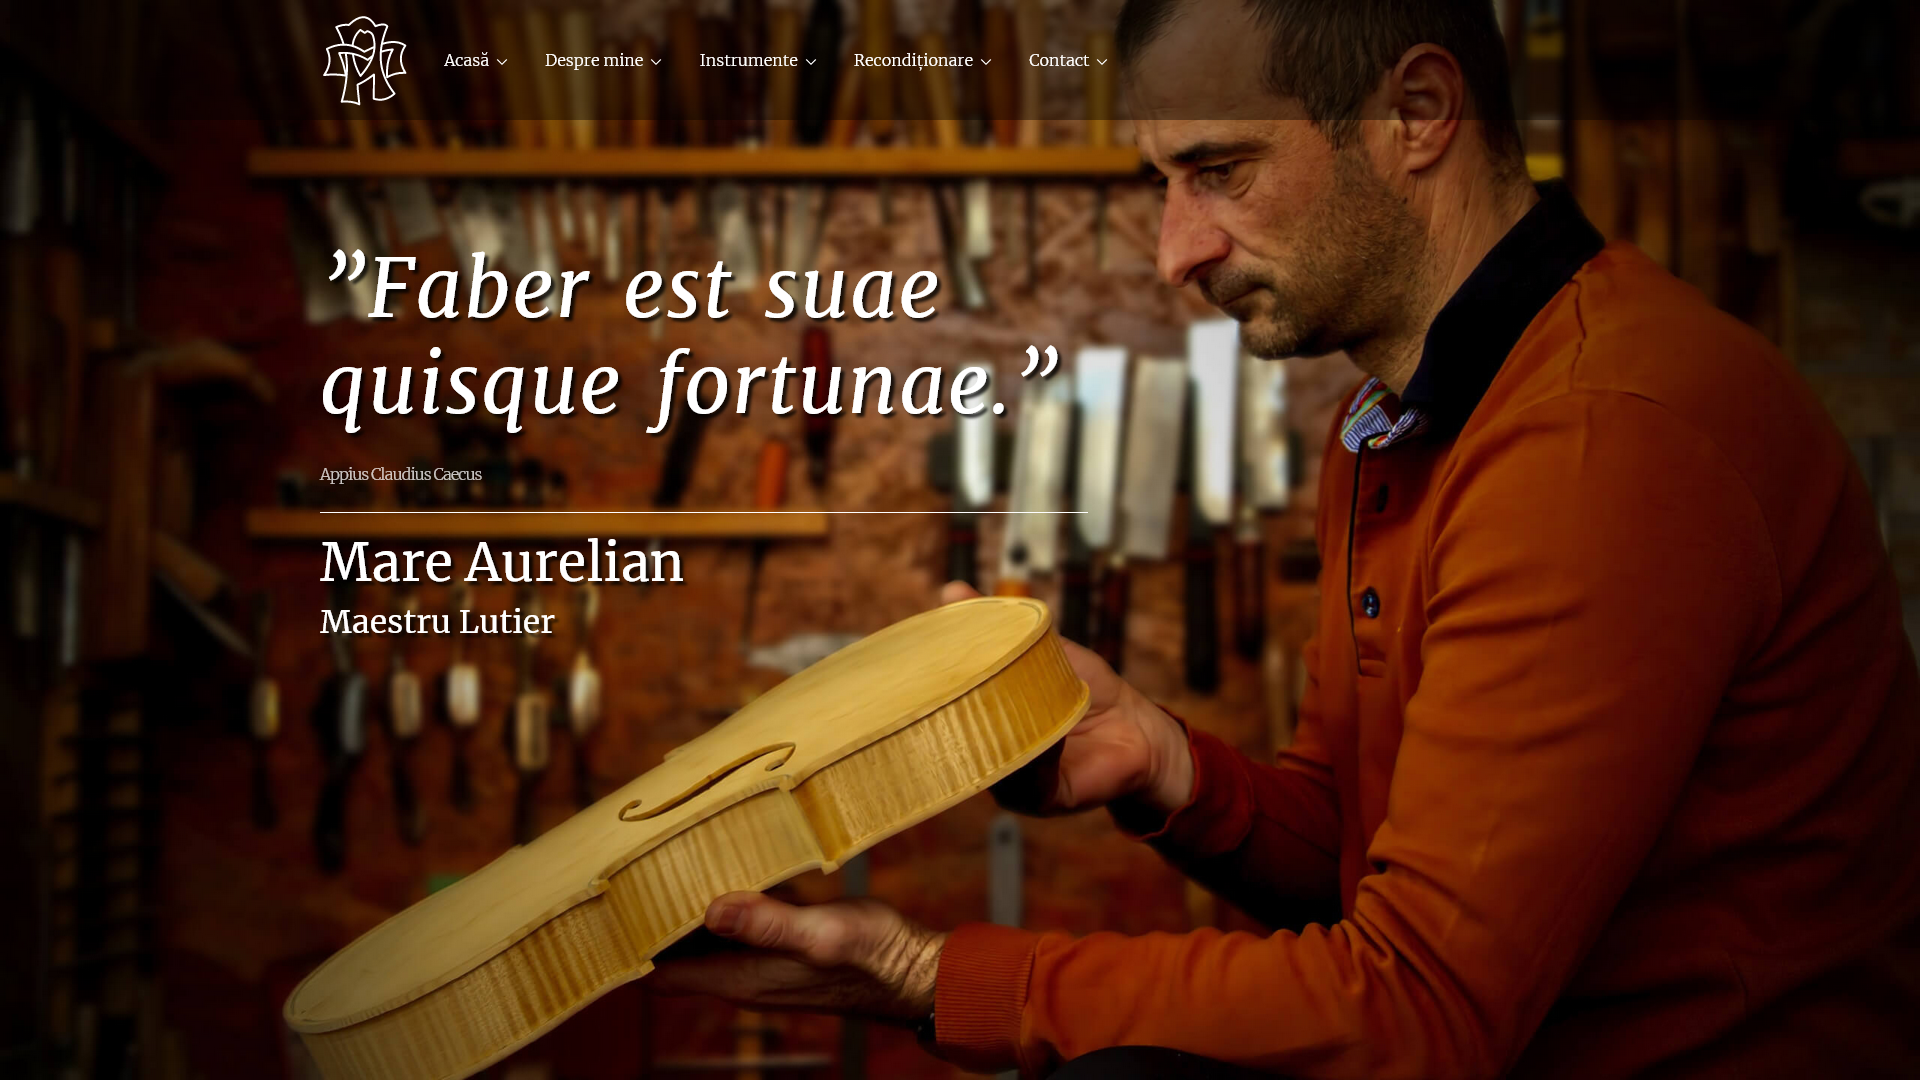 Acasă
Despre mine
Instrumente
Recondiționare
Contact
”Faber est suae
quisque fortunae.”
Appius Claudius Caecus
Mare Aurelian
Maestru Lutier